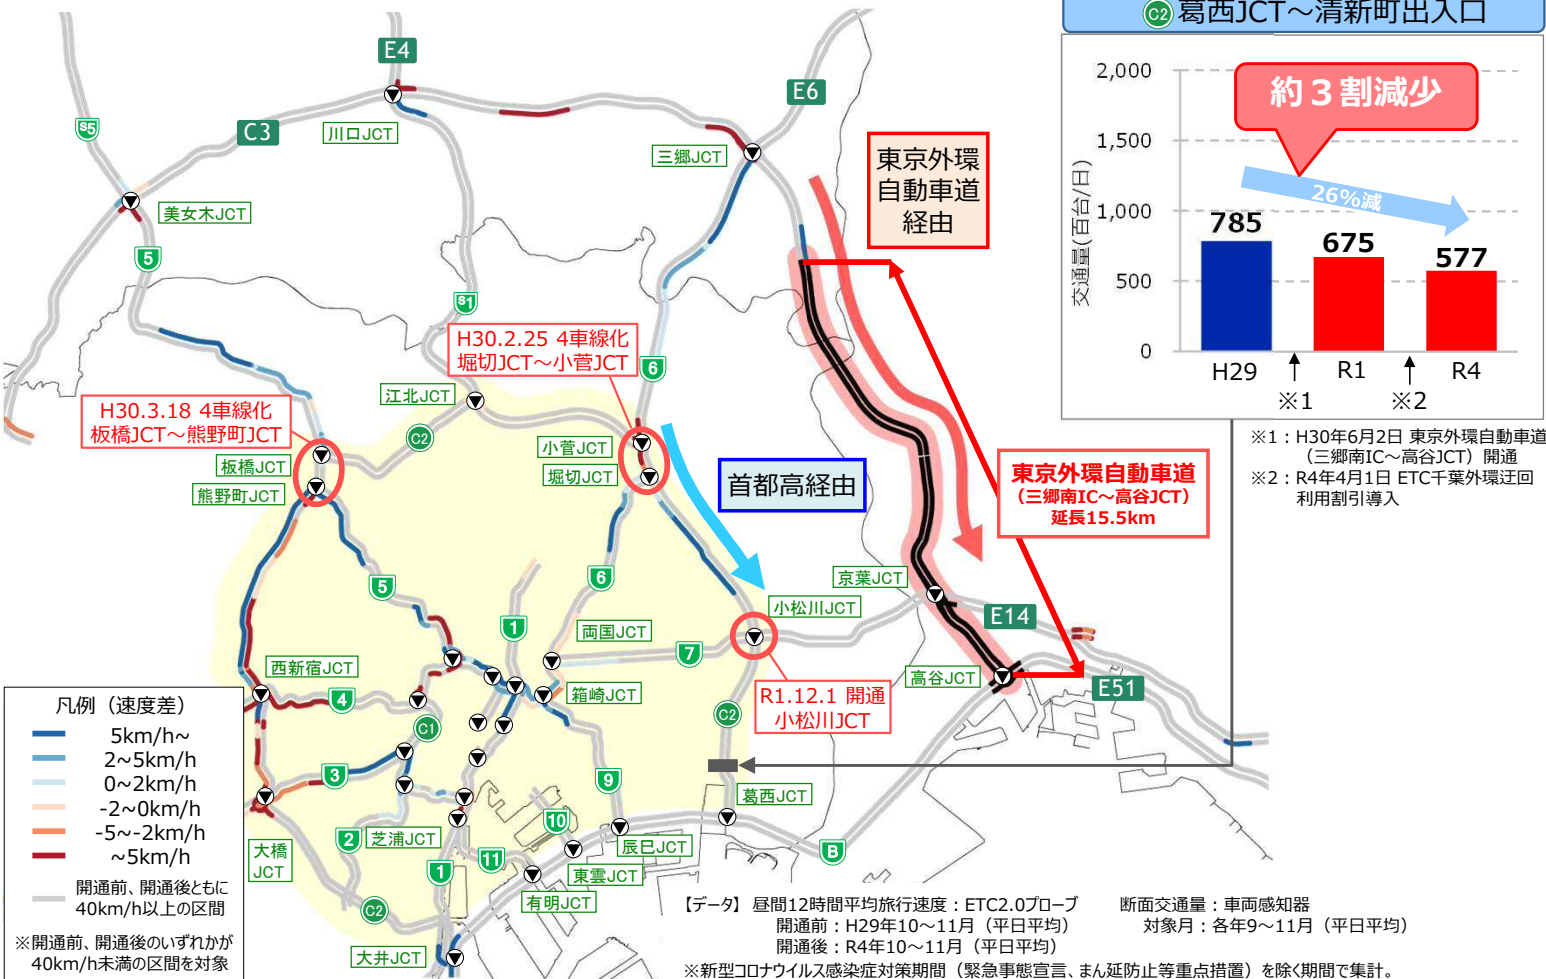 C2 葛西JCT～清新町出入口
交通量(百台/日)
2,000
1,500
1,000
500
0
約３割減少
26%減
785
675
577
H29
R1
R4
※1
※2
※1：H30年6月2日 東京外環自動車道
（三郷南IC～高谷JCT）開通
※2：R4年4月1日 ETC千葉外環迂回
利用割引導入
E4
E6
C3
S5
川口JCT
三郷JCT
美女木JCT
5
S1
6
東京外環
自動車道
経由
H30.2.25 4車線化
堀切JCT～小菅JCT
H30.3.18 4車線化
板橋JCT～熊野町JCT
江北JCT
C2
小菅JCT
堀切JCT
板橋JCT
熊野町JCT
首都高経由
東京外環自動車道
（三郷南IC～高谷JCT）
延長15.5km
京葉JCT
小松川JCT
E14
5
6
1
両国JCT
7
高谷JCT
E51
西新宿JCT
4
箱崎JCT
R1.12.1 開通
小松川JCT
C1
C2
3
9
葛西JCT
2
芝浦JCT
10
辰巳JCT
B
大橋
JCT
1
11
東雲JCT
有明JCT
C2
大井JCT
凡例（速度差）
5km/h~
2~5km/h
0~2km/h
-2~0km/h
-5~-2km/h
~5km/h
開通前、開通後ともに
40km/h以上の区間
※開通前、開通後のいずれかが
40km/h未満の区間を対象
【データ】 昼間12時間平均旅行速度：ETC2.0プローブ
開通前：H29年10～11月（平日平均）
開通後：R4年10～11月（平日平均）
断面交通量：車両感知器
対象月：各年9～11月（平日平均）
※新型コロナウイルス感染症対策期間（緊急事態宣言、まん延防止等重点措置）を除く期間で集計。